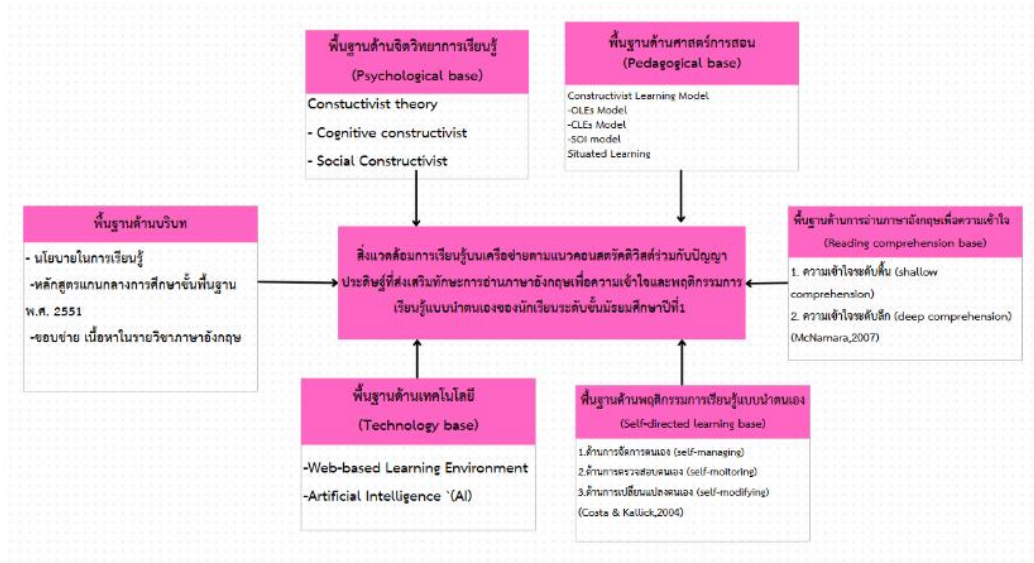 พื้นฐานด้านจิตวิทยาการเรียนรู้
(Psychological base)
Constuctivist theory
- Cognitive constructivist
- Social Constructivist
พื้นฐานด้านศาสตร์การสอน
(Pedagogical base)
Constructivist Learning Model
-OLEs Model
-CLEs Model
-SOI model
Situated Learning
พื้นฐานด้านบริบท
- นโยบายในการเรียนรู้
-หลักสูตรแกนกลางการศึกษาขั้นพื้นฐาน
พ.ศ. 2551
-ขอบข่าย เนื้อหาในรายวิชาภาษาอังกฤษ
สิ่งแวดล้อมการเรียนรู้บนเครือข่ายตามแนวคอนสตรัคติวิสต์ร่วมกับปัญญา
ประดิษฐ์ที่ส่งเสริมทักษะการอ่านภาษาอังกฤษเพื่อความเข้าใจและพฤติกรรมการ
เรียนรู้แบบนำตนเองของนักเรียนระดับชั้นมัธยมศึกษาปีที่1
พื้นฐานด้านการอ่านภาษาอังกฤษเพื่อความเข้าใจ
(Reading comprehension base)
1. ความเข้าใจระดับตื้น (shallow
comprehension)
2. ความเข้าใจระดับลึก (deep comprehension)
(McNamara,2007)
พื้นฐานด้านเทคโนโลยี
(Technology base)
-Web-based Learning Environment
-Artificial Intelligence `(AI)
พื้นฐานด้านพฤติกรรมการเรียนรู้แบบนำตนเอง
(Self-directed learning base)
1.ด้านการจัดการตนเอง (self-managing)
2.ด้านการตรวจสอบตนเอง (self-moitoring)
3.ด้านการเปลี่ยนแปลงตนเอง (self-modifying)
(Costa & Kallick,2004)